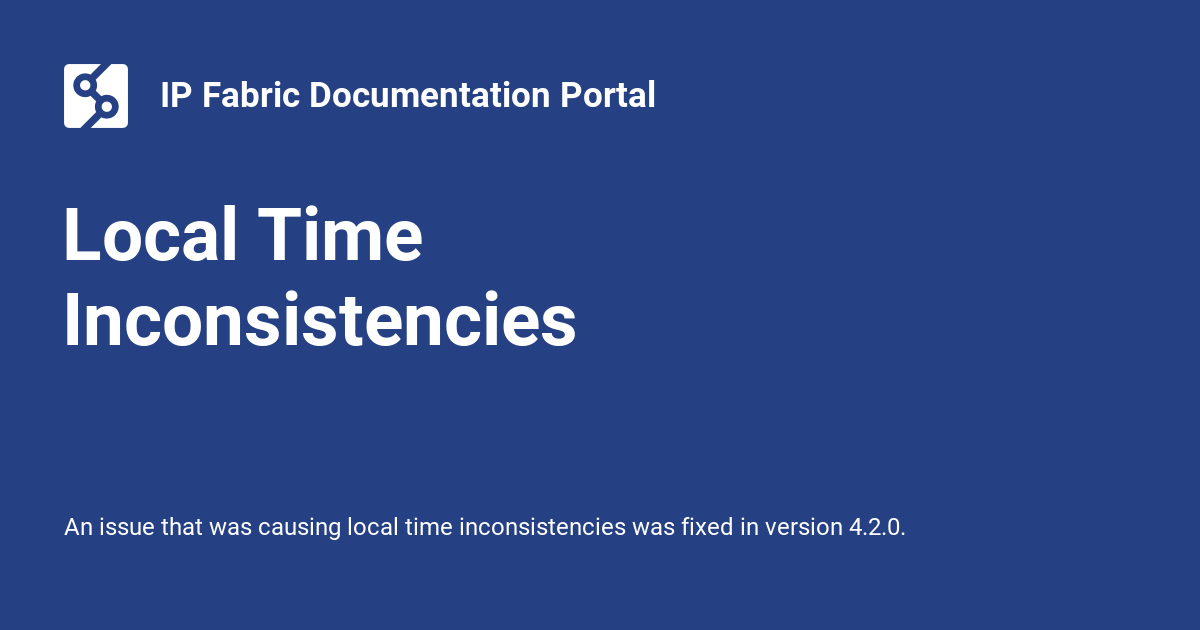 IP Fabric Documentation Portal
Local Time
Inconsistencies
An issue that was causing local time inconsistencies was fixed in version 4.2.0.